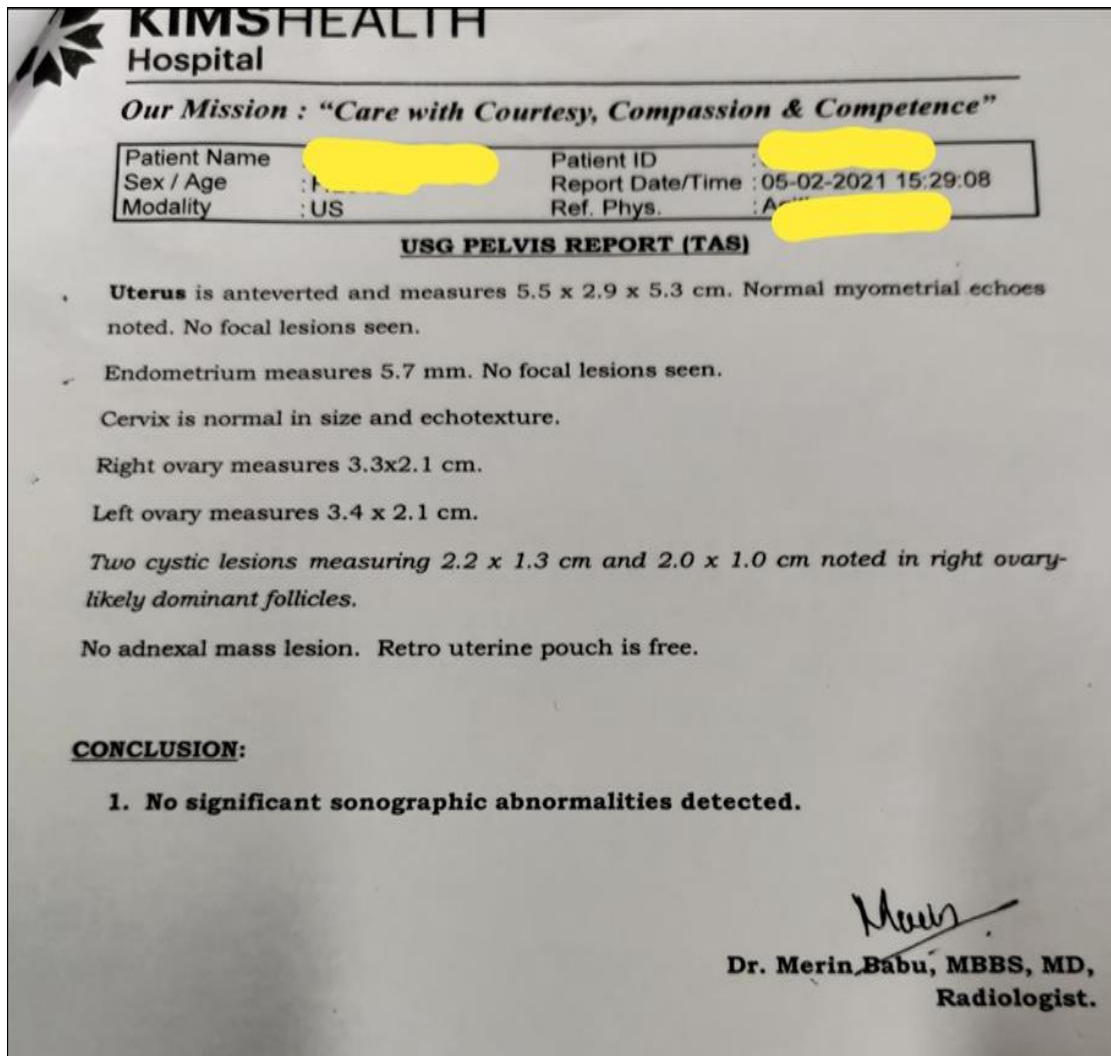 KIMSHEALTH
Hospital
Our Mission : “Care with Courtesy, Compassion & Competence”
Patient Name : Patient ID :
Sex / Age : Report Date/Time : 05-02-2021 15:29:08
Modality : US Ref. Phys. :
USG PELVIS REPORT (TAS)
Uterus is anteverted and measures 5.5 x 2.9 x 5.3 cm. Normal myometrial echoes
noted. No focal lesions seen.
Endometrium measures 5.7 mm. No focal lesions seen.
Cervix is normal in size and echotexture.
Right ovary measures 3.3x2.1 cm.
Left ovary measures 3.4 x 2.1 cm.
Two cystic lesions measuring 2.2 x 1.3 cm and 2.0 x 1.0 cm noted in right ovary-
likely dominant follicles.
No adnexal mass lesion. Retro uterine pouch is free.
CONCLUSION:
1. No significant sonographic abnormalities detected.
Dr. Merin Babu, MBBS, MD,
Radiologist.